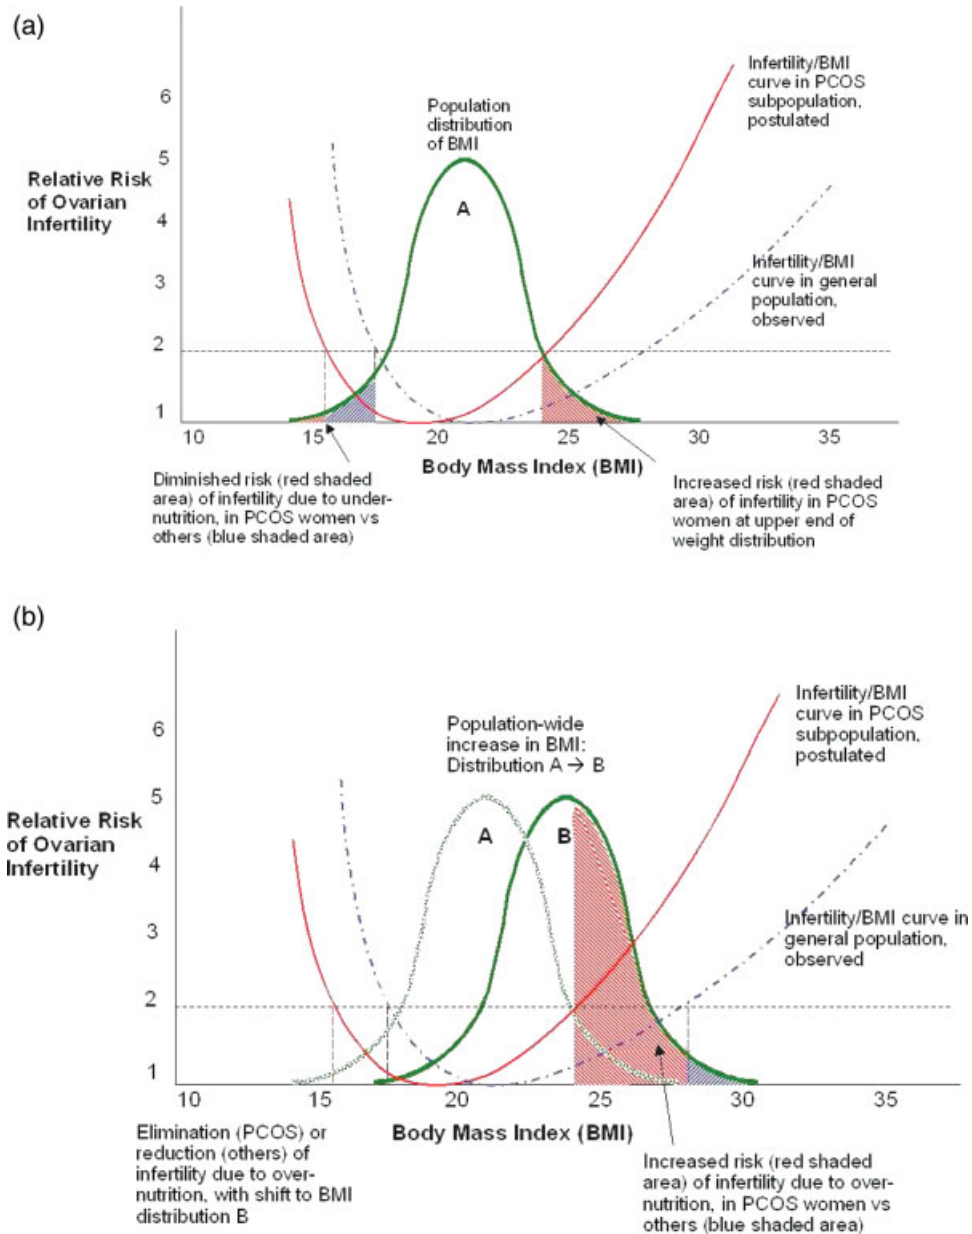 (a)
Infertility/BMI
curve in PCOS
subpopulation,
postulated
Population
distribution
of BMI
6
5
4
3
2
1
Relative Risk
of Ovarian
Infertility
A
Infertility/BMI
curve in general
population,
observed
10 15 20 25 30 35
Body Mass Index (BMI)
Diminished risk (red shaded
area) of infertility due to under-
nutrition, in PCOS women vs
others (blue shaded area)
Increased risk (red shaded
area) of infertility in PCOS
women at upper end of
weight distribution
(b)
Infertility/BMI
curve in PCOS
subpopulation,
postulated
Population-wide
increase in BMI:
Distribution A → B
6
5
4
3
2
1
Relative Risk
of Ovarian
Infertility
A B
Infertility/BMI curve in
general population,
observed
10 15 20 25 30 35
Body Mass Index (BMI)
Elimination (PCOS) or
reduction (others) of
infertility due to over-
nutrition, with shift to BMI
distribution B
Increased risk (red shaded
area) of infertility due to over-
nutrition, in PCOS women vs
others (blue shaded area)